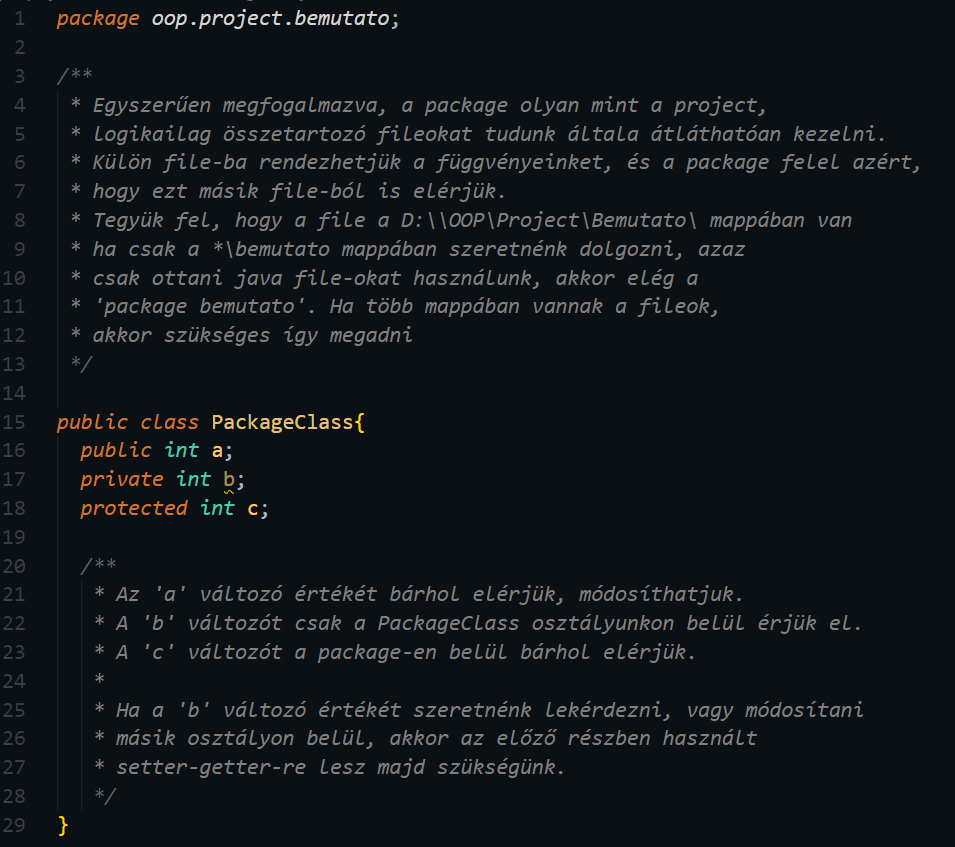 1 package oop.project.bemutato;
2
3 /**
4  * Egyszerűen megfogalmazva, a package olyan mint a project,
5  * logikailag összetartozó fileokat tudunk általa átláthatóan kezelni.
6  * Külön file-ba rendezhetjük a függvényeinket, és a package felel azért,
7  * hogy ezt másik file-ból is elérjük.
8  * Tegyük fel, hogy a file a D:\\OOP\Project\Bemutato\ mappában van
9  * ha csak a *\bemutato mappában szeretnénk dolgozni, azaz
10  * csak ottani java file-okat használunk, akkor elég a
11  * 'package bemutato'. Ha több mappában vannak a fileok,
12  * akkor szükséges így megadni
13  */
14
15 public class PackageClass{
16   public int a;
17   private int b;
18   protected int c;
19
20   /**
21    * Az 'a' változó értékét bárhol elérjük, módosíthatjuk.
22    * A 'b' változót csak a PackageClass osztályunkon belül érjük el.
23    * A 'c' változót a package-en belül bárhol elérjük.
24    *
25    * Ha a 'b' változó értékét szeretnénk lekérdezni, vagy módosítani
26    * másik osztályon belül, akkor az előző részben használt
27    * setter-getter-re lesz majd szükségünk.
28    */
29 }